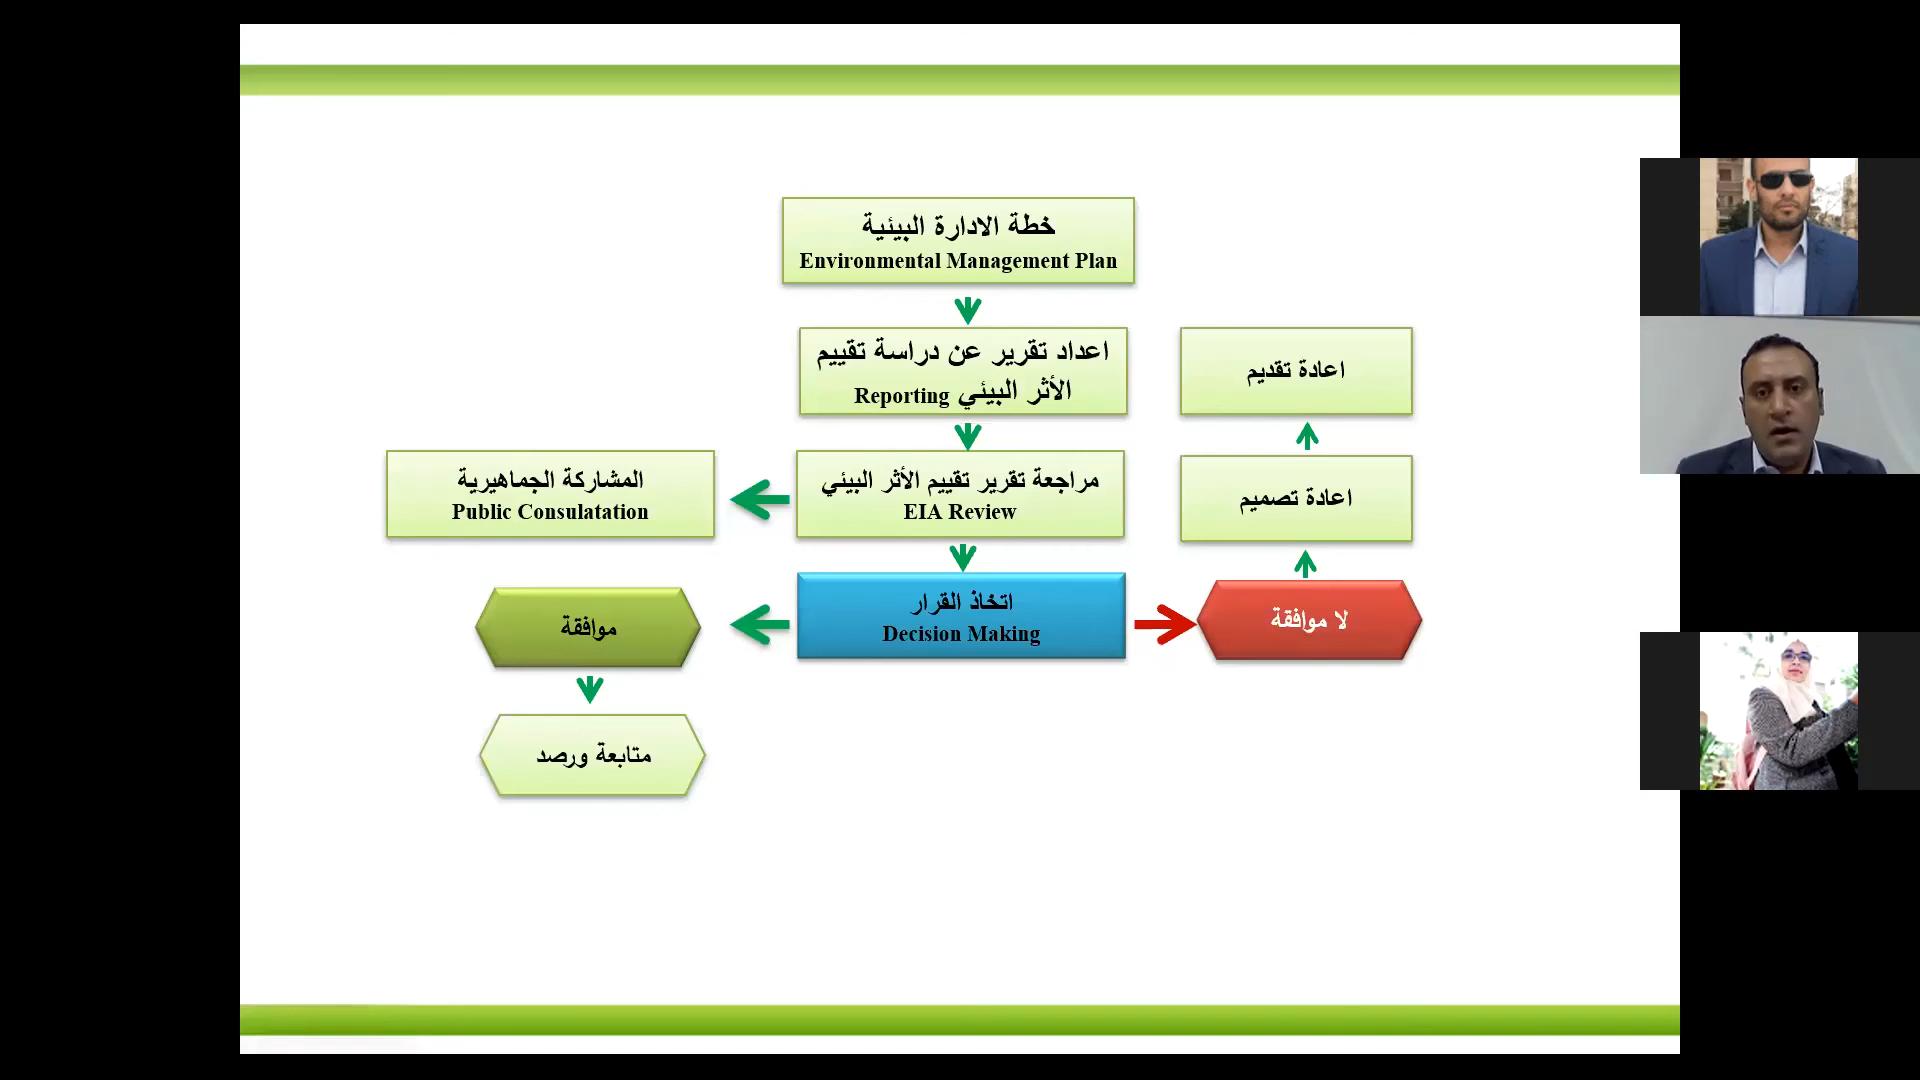 خطة الادارة البيئية
Environmental Management Plan
اعداد تقرير عن دراسة تقييم
الأثر البيئي Reporting
اعادة تقديم
المشاركة الجماهيرية
Public Consulatation
مراجعة تقرير تقييم الأثر البيئي
EIA Review
اعادة تصميم
موافقة
اتخاذ القرار
Decision Making
لا موافقة
متابعة ورصد